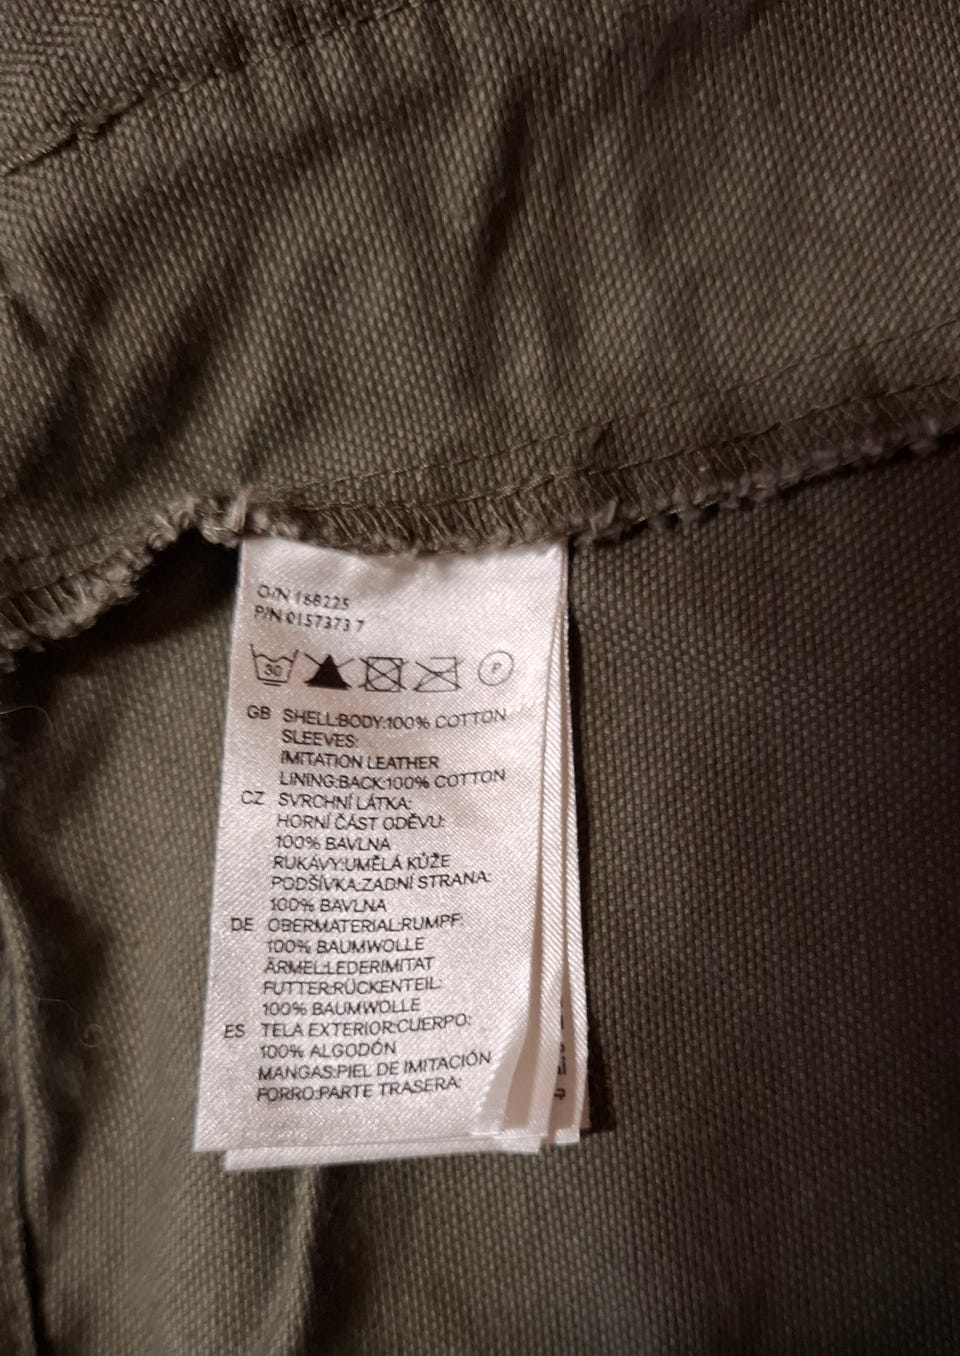 O/N 168225
P/N 0157373 7
30 P
GB SHELL:BODY:100% COTTON
SLEEVES:
IMITATION LEATHER
LINING:BACK:100% COTTON
CZ SVRCHNÍ LÁTKA:
HORNÍ ČÁST ODĚVU:
100% BAVLNA
RUKÁVY:UMĚLÁ KŮŽE
PODŠÍVKA:ZADNÍ STRANA:
100% BAVLNA
DE OBERMATERIAL:RUMPF:
100% BAUMWOLLE
ÄRMEL:LEDERIMITAT
FUTTER:RÜCKENTEIL:
100% BAUMWOLLE
ES TELA EXTERIOR:CUERPO:
100% ALGODÓN
MANGAS:PIEL DE IMITACIÓN
FORRO:PARTE TRASERA: